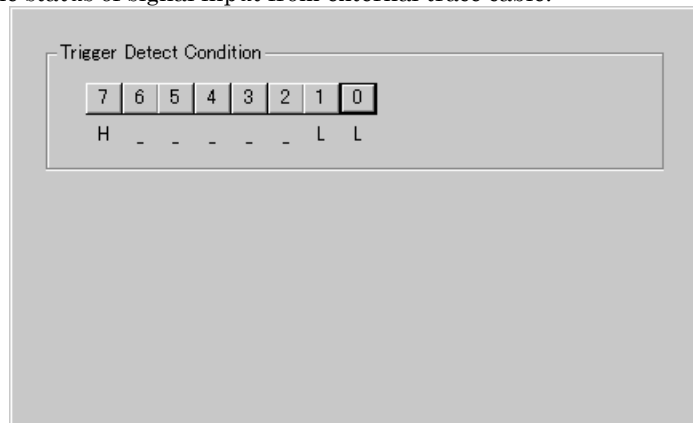 e status of signal input from external trace cable.
Trigger Detect Condition
7 6 5 4 3 2 1 0
H _ _ _ _ _ L L